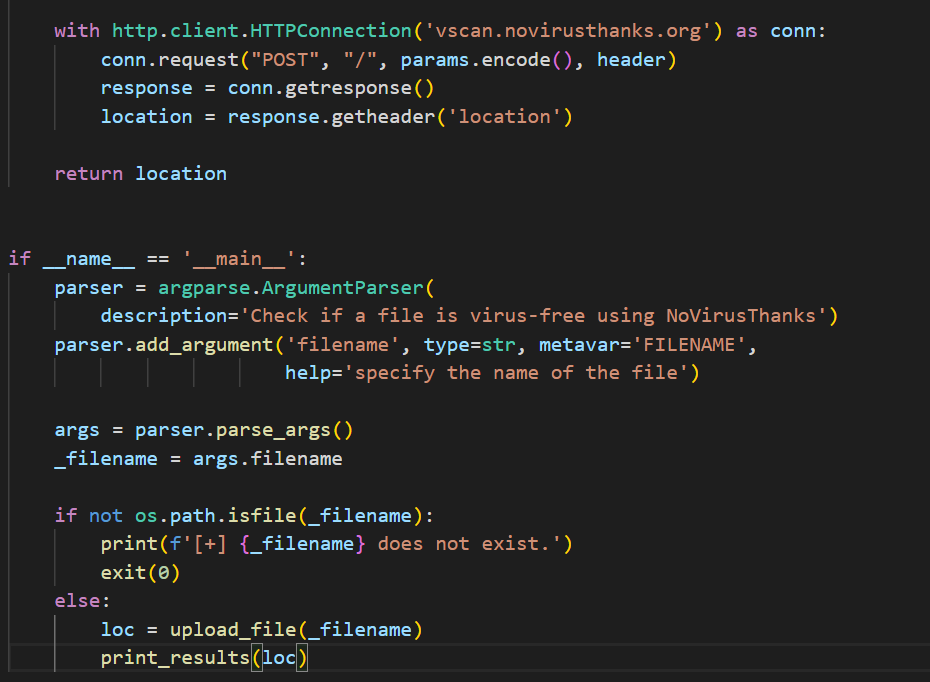 with http.client.HTTPConnection('vscan.novirusthanks.org') as conn:
conn.request("POST", "/", params.encode(), header)
response = conn.getresponse()
location = response.getheader('location')
return location
if __name__ == '__main__':
parser = argparse.ArgumentParser(
description='Check if a file is virus-free using NoVirusThanks')
parser.add_argument('filename', type=str, metavar='FILENAME',
help='specify the name of the file')
args = parser.parse_args()
_filename = args.filename
if not os.path.isfile(_filename):
print(f'[+] {_filename} does not exist.')
exit(0)
else:
loc = upload_file(_filename)
print_results(loc)